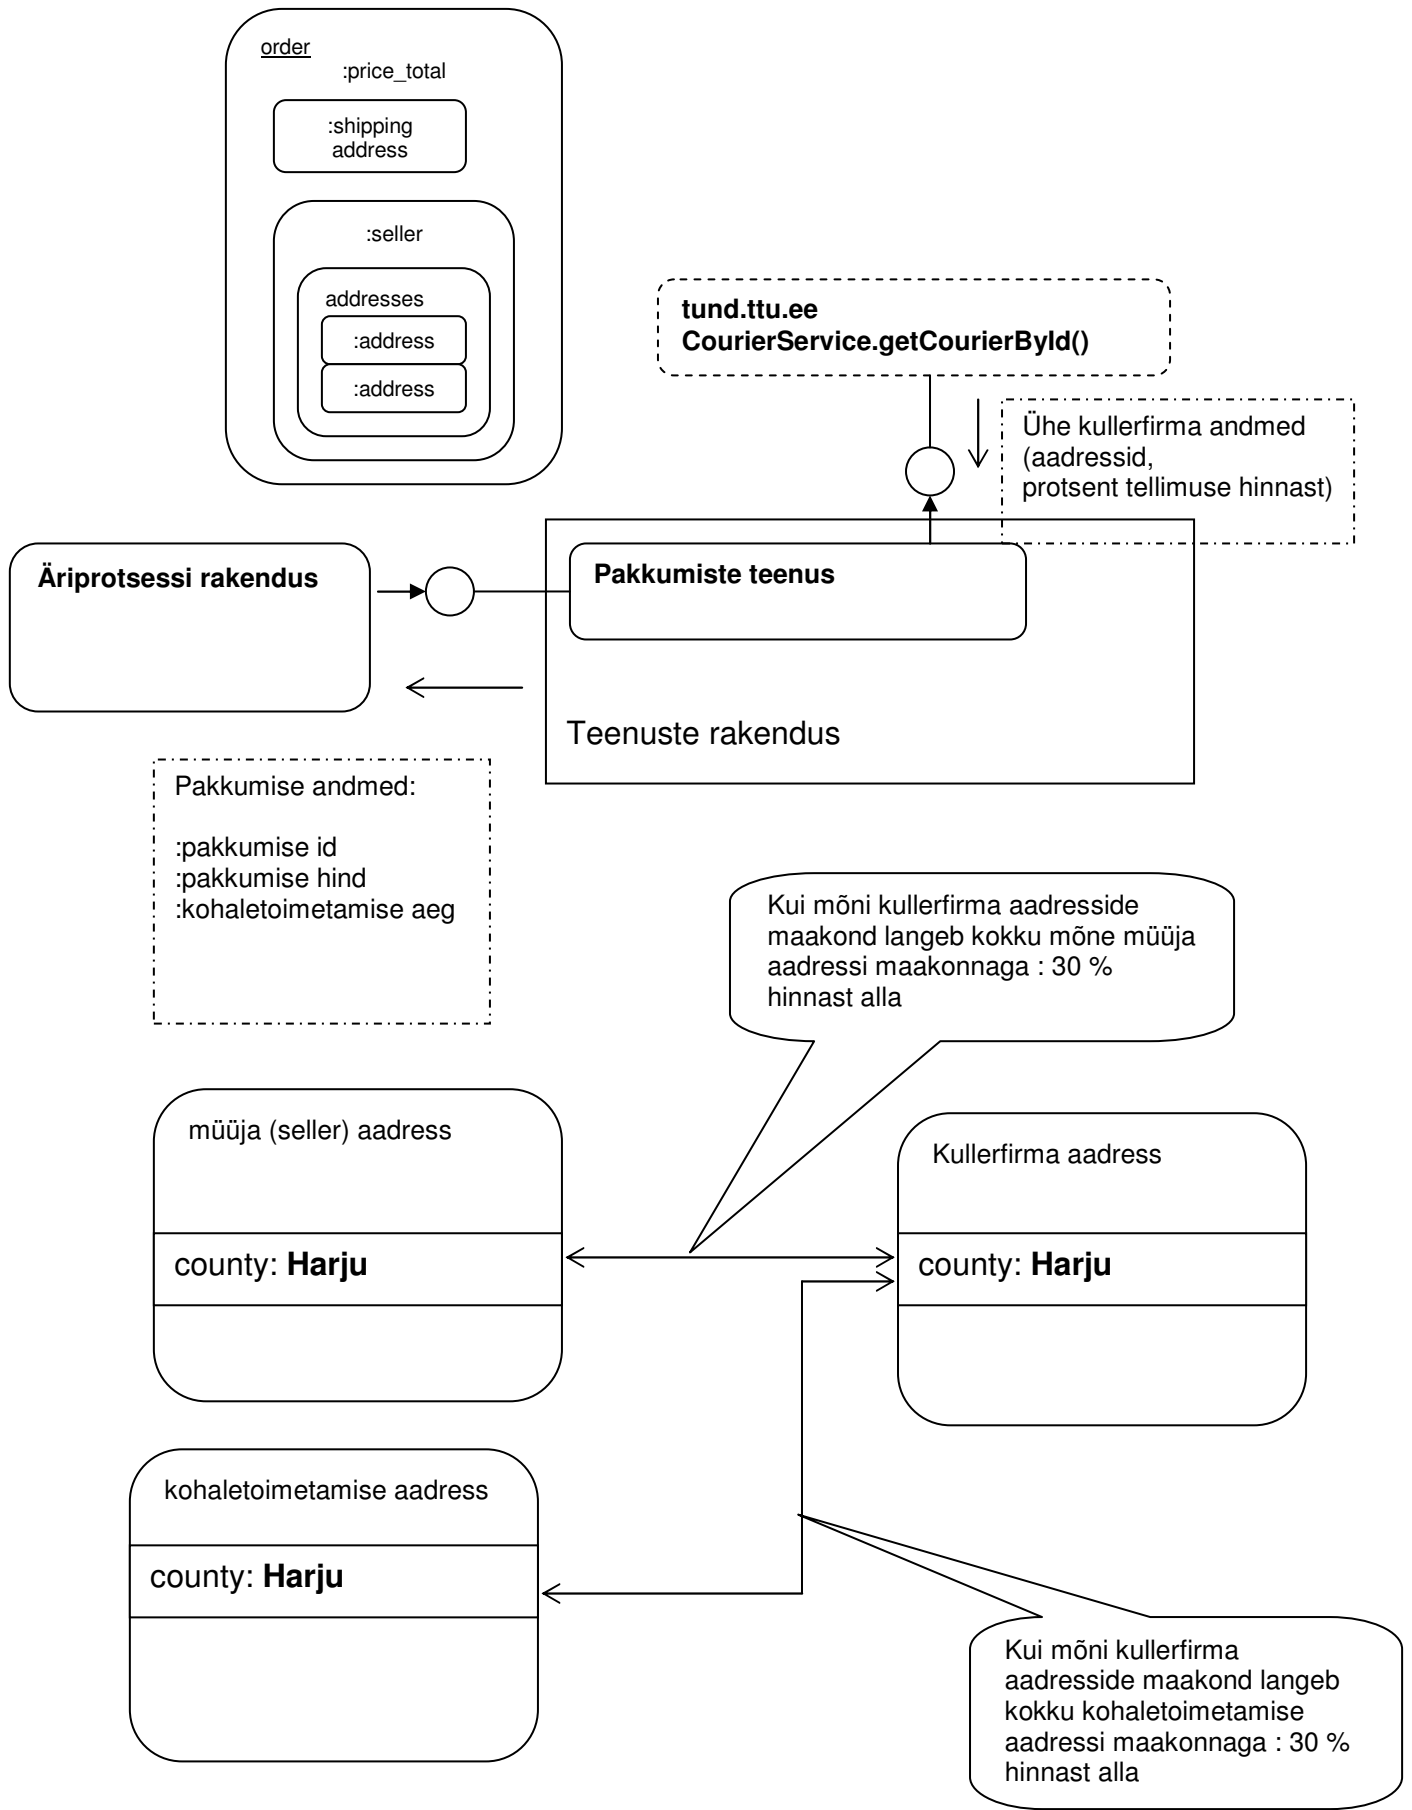 order
:price_total
:shipping
address
:seller
addresses
:address
:address
tund.ttu.ee
CourierService.getCourierById()
Ühe kullerfirma andmed
(aadressid,
protsent tellimuse hinnast)
Äriprotsessi rakendus
Pakkumiste teenus
Teenuste rakendus
Pakkumise andmed:
:pakkumise id
:pakkumise hind
:kohaletoimetamise aeg
Kui mõni kullerfirma aadresside
maakond langeb kokku mõne müüja
aadressi maakonnaga : 30 %
hinnast alla
müüja (seller) aadress
county: Harju
Kullerfirma aadress
county: Harju
kohaletoimetamise aadress
county: Harju
Kui mõni kullerfirma
aadresside maakond langeb
kokku kohaletoimetamise
aadressi maakonnaga : 30 %
hinnast alla